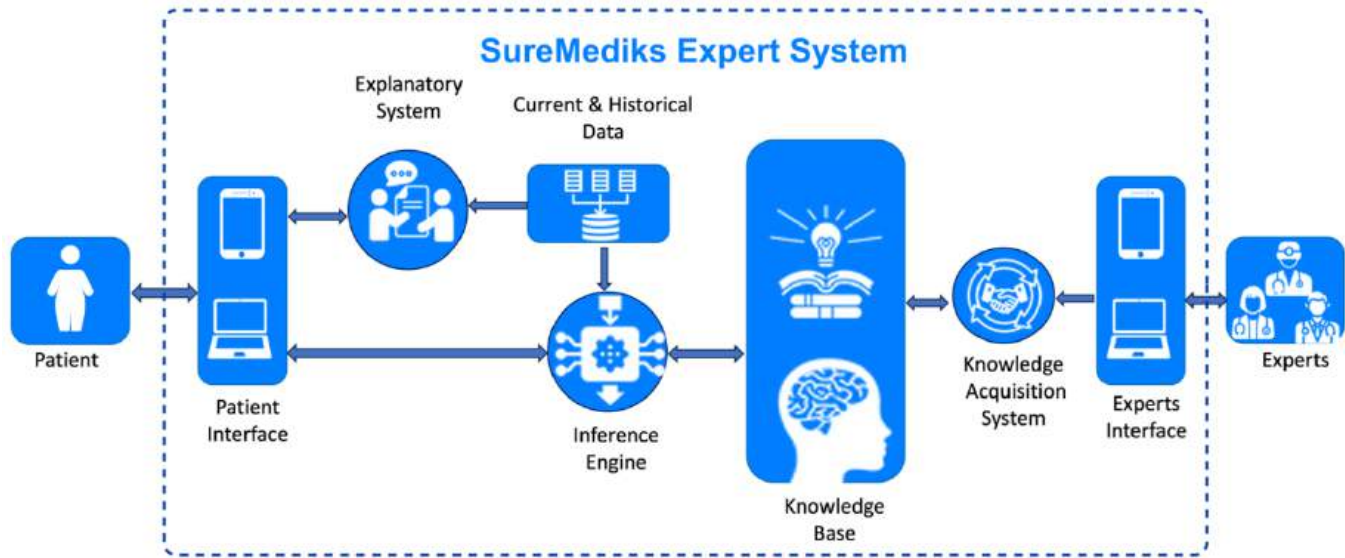 SureMediks Expert System
Explanatory
System
Current & Historical
Data
Patient
Patient
Interface
Inference
Engine
Knowledge
Base
Knowledge
Acquisition
System
Experts
Interface
Experts